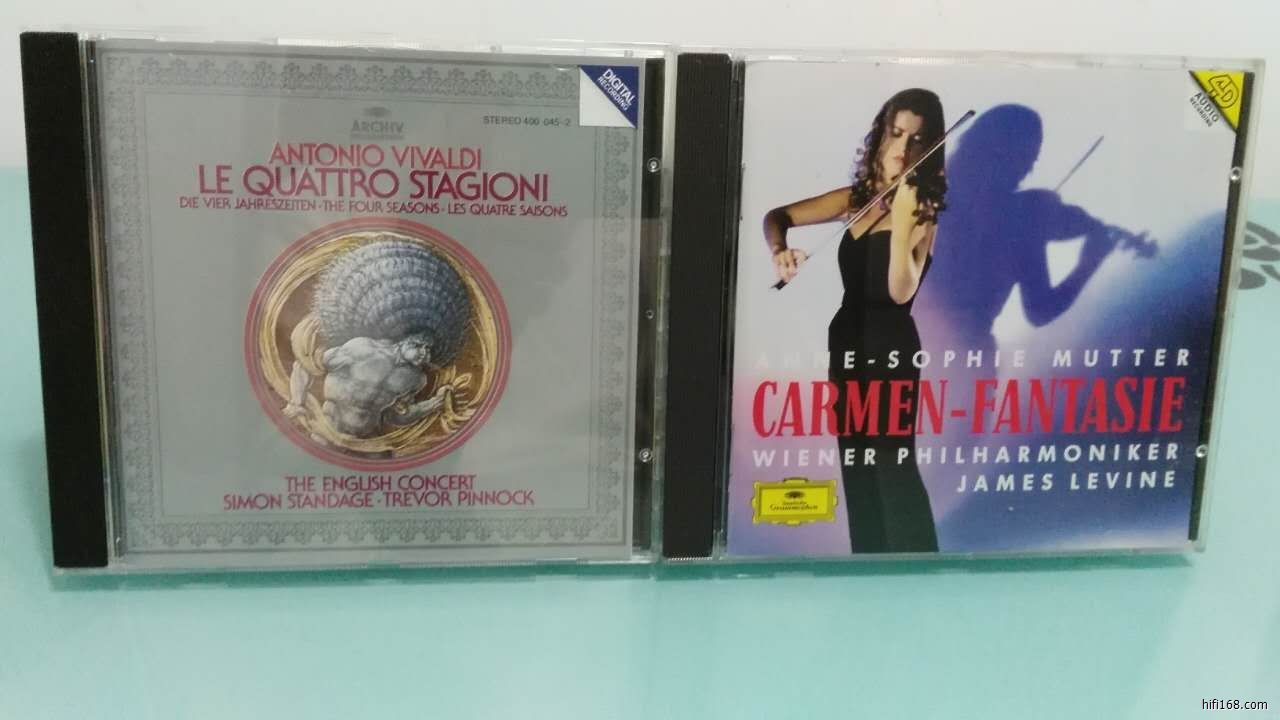 DIGITAL
RECORDING
ARCHIV
PRODUKTION
STEREO 400 045-2
ANTONIO VIVALDI
LE QUATTRO STAGIONI
DIE VIER JAHRESZEITEN · THE FOUR SEASONS · LES QUATRE SAISONS
THE ENGLISH CONCERT
SIMON STANDAGE · TREVOR PINNOCK
4D
AUDIO
RECORDING
ANNE-SOPHIE MUTTER
CARMEN-FANTASIE
WIENER PHILHARMONIKER
JAMES LEVINE
Deutsche
Grammophon
hifi168.com